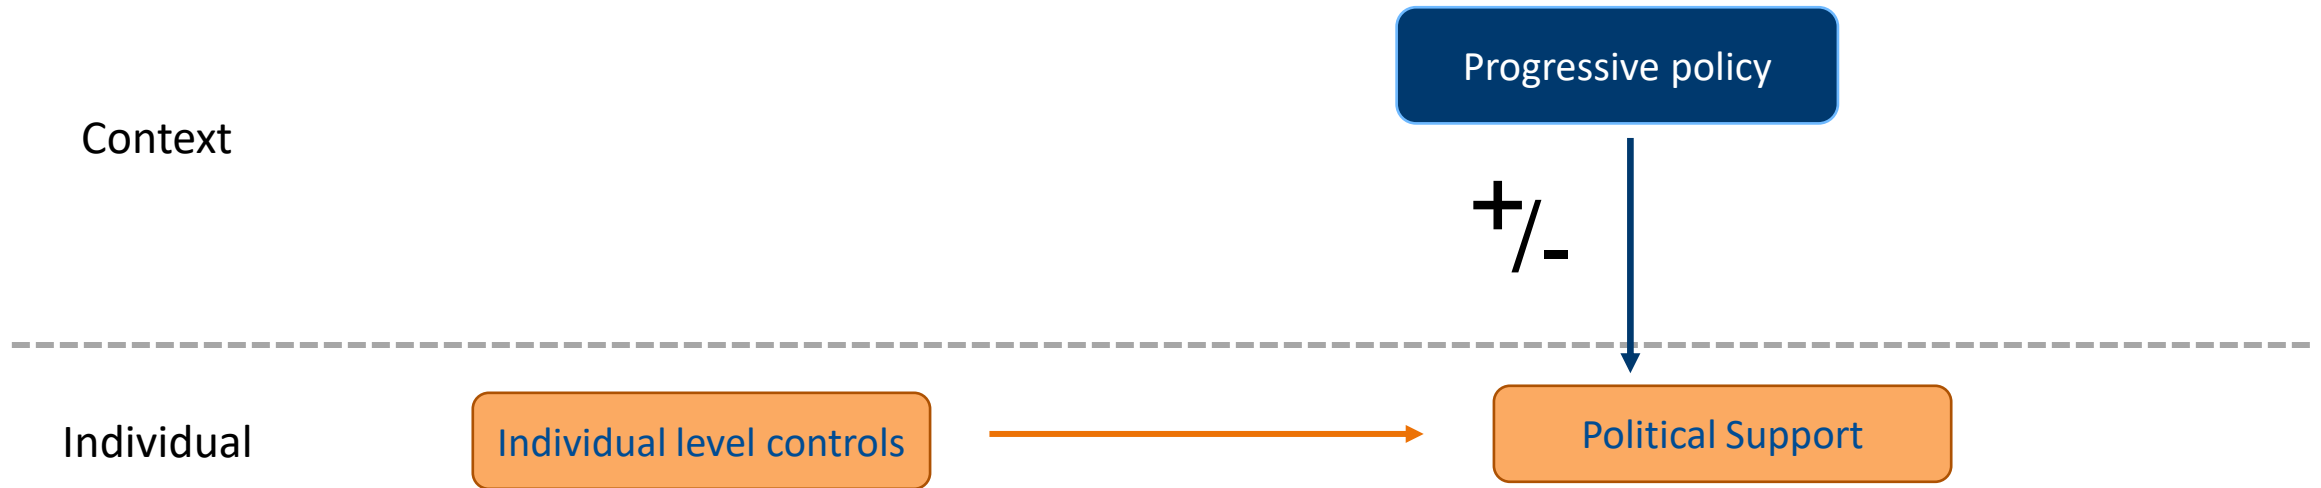 Progressive policy
Context
+/-
Individual
Individual level controls
Political Support